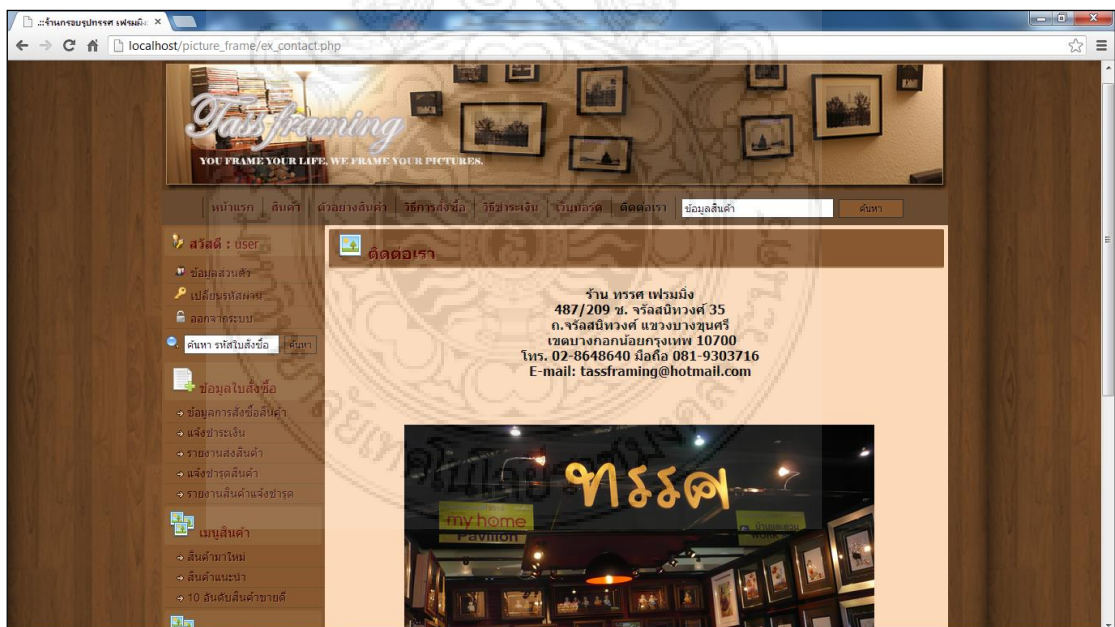 .::ร้านกรอบรูปทรรศ เฟรมมิ่ง
localhost/picture_frame/ex_contact.php
Tass framing
YOU FRAME YOUR LIFE, WE FRAME YOUR PICTURES.
หน้าแรก สินค้า ตัวอย่างสินค้า วิธีการสั่งซื้อ วิธีชำระเงิน เว็บบอร์ด ติดต่อเรา ข้อมูลสินค้า ค้นหา
สวัสดี : user
ข้อมูลส่วนตัว
เปลี่ยนรหัสผ่าน
ออกจากระบบ
ค้นหา รหัสใบสั่งซื้อ ค้นหา
ข้อมูลใบสั่งซื้อ
ข้อมูลการสั่งซื้อสินค้า
แจ้งชำระเงิน
รายงานส่งสินค้า
แจ้งชำรุดสินค้า
รายงานสินค้าแจ้งชำรุด
เมนูสินค้า
สินค้ามาใหม่
สินค้าแนะนำ
10 อันดับสินค้าขายดี
ติดต่อเรา
ร้าน ทรรศ เฟรมมิ่ง
487/209 ซ. จรัลสนิทวงศ์ 35
ถ.จรัลสนิทวงศ์ แขวงบางขุนศรี
เขตบางกอกน้อยกรุงเทพ 10700
โทร. 02-8648640 มือถือ 081-9303716
E-mail: tassframing@hotmail.com
ทรรศ
my home
Pavilion
บ้านและสวน